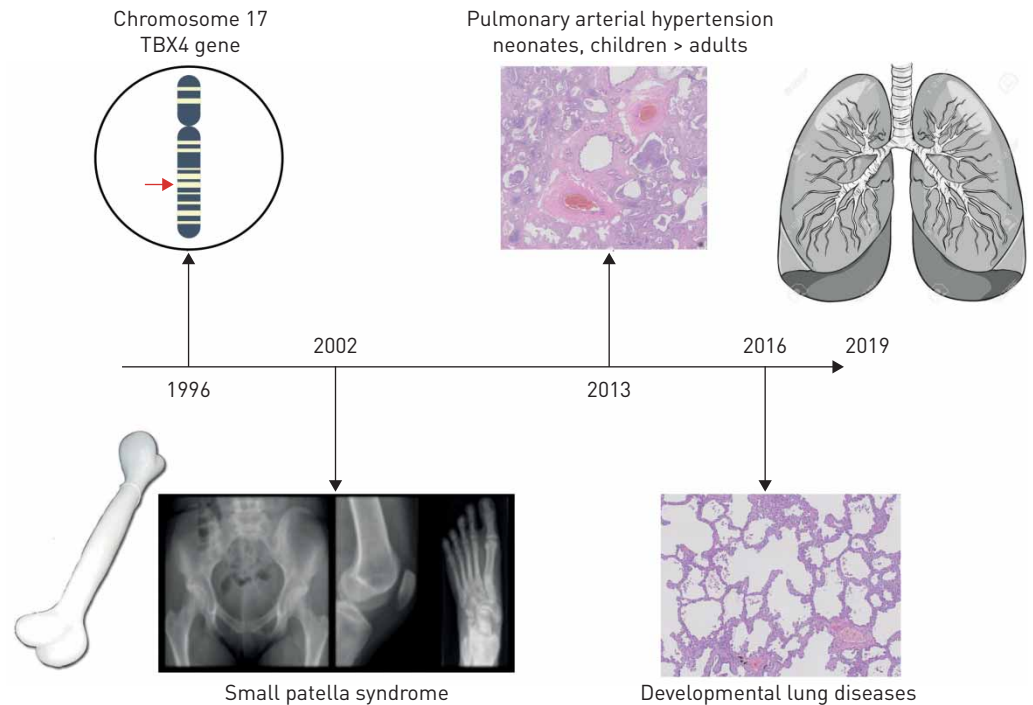 Chromosome 17
TBX4 gene
Pulmonary arterial hypertension
neonates, children > adults
2002
2016
2019
1996
2013
Small patella syndrome
Developmental lung diseases